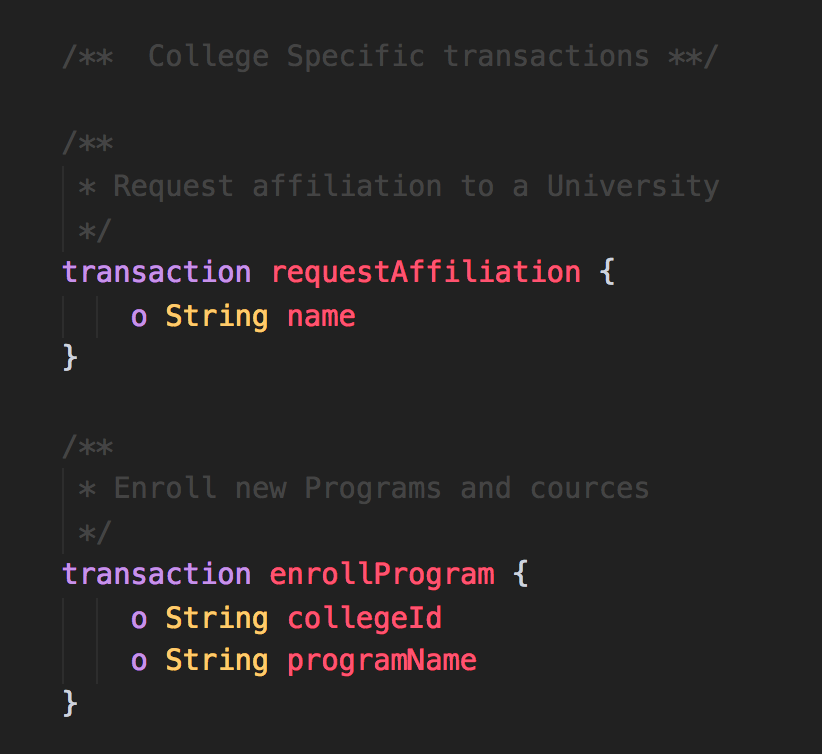 /**  College Specific transactions **/
/**
* Request affiliation to a University
*/
transaction requestAffiliation {
o String name
}
/**
* Enroll new Programs and cources
*/
transaction enrollProgram {
o String collegeId
o String programName
}